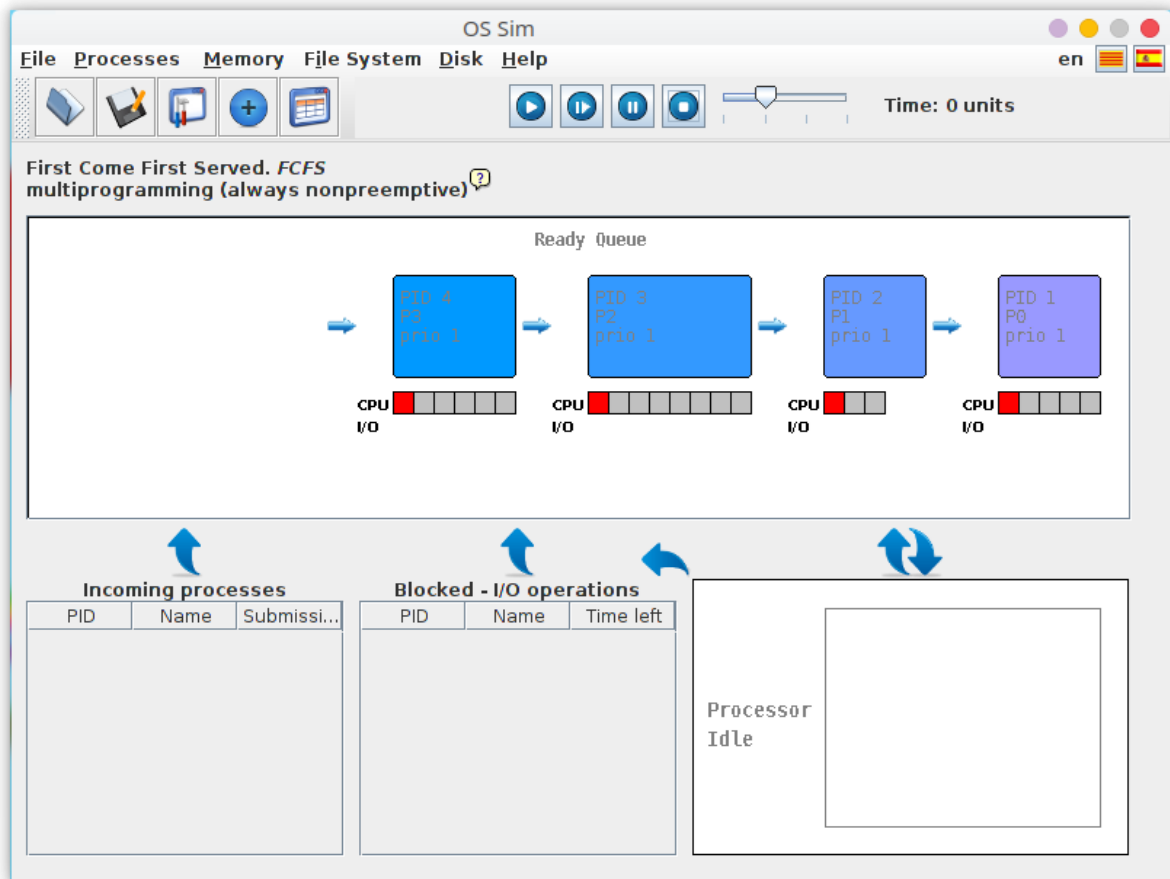 OS Sim
File Processes Memory File System Disk Help en
Time: 0 units
First Come First Served. FCFS
multiprogramming (always nonpreemptive) ?
Ready Queue
PID 4
P3
prio 1
CPU
I/O
PID 3
P2
prio 1
CPU
I/O
PID 2
P1
prio 1
CPU
I/O
PID 1
P0
prio 1
CPU
I/O
Incoming processes
PID Name Submissi...
Blocked - I/O operations
PID Name Time left
Processor
Idle